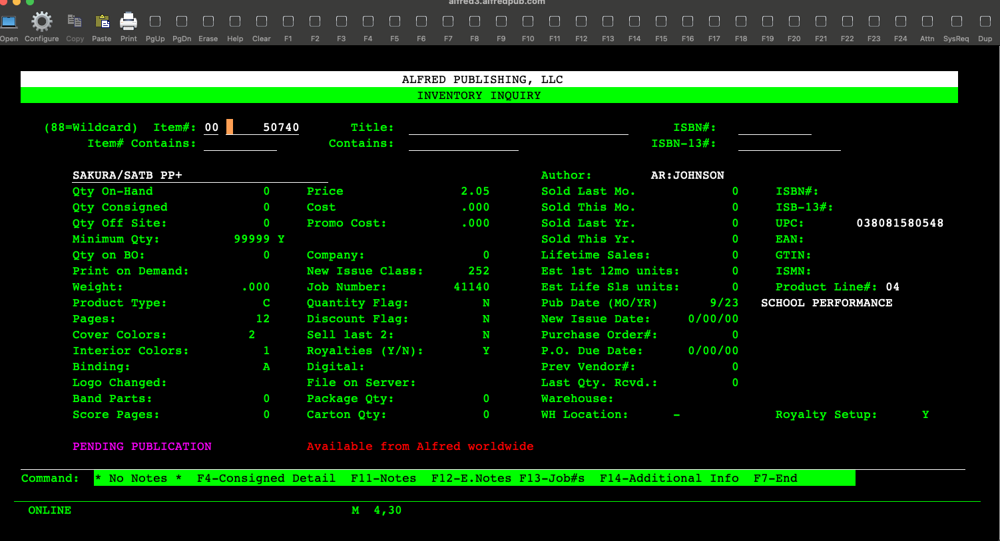 alfred3.alfredpub.com
Open Configure Copy Paste Print PgUp PgDn Erase Help Clear F1 F2 F3 F4 F5 F6 F7 F8 F9 F10 F11 F12 F13 F14 F15 F16 F17 F18 F19 F20 F21 F22 F23 F24 Attn SysReq Dup
ALFRED PUBLISHING, LLC
INVENTORY INQUIRY
(88=Wildcard) Item#: 00 50740 Title: ISBN#:
Item# Contains: Contains: ISBN-13#:
SAKURA/SATB PP+ Author: AR:JOHNSON
Qty On-Hand 0 Price 2.05 Sold Last Mo. 0 ISBN#:
Qty Consigned 0 Cost .000 Sold This Mo. 0 ISB-13#:
Qty Off Site: 0 Promo Cost: .000 Sold Last Yr. 0 UPC: 038081580548
Minimum Qty: 99999 Y Sold This Yr. 0 EAN:
Qty on BO: 0 Company: 0 Lifetime Sales: 0 GTIN:
Print on Demand: New Issue Class: 252 Est 1st 12mo units: 0 ISMN:
Weight: .000 Job Number: 41140 Est Life Sls units: 0 Product Line#: 04
Product Type: C Quantity Flag: N Pub Date (MO/YR) 9/23 SCHOOL PERFORMANCE
Pages: 12 Discount Flag: N New Issue Date: 0/00/00
Cover Colors: 2 Sell last 2: N Purchase Order#: 0
Interior Colors: 1 Royalties (Y/N): Y P.O. Due Date: 0/00/00
Binding: A Digital: Prev Vendor#: 0
Logo Changed: File on Server: Last Qty. Rcvd.: 0
Band Parts: 0 Package Qty: 0 Warehouse:
Score Pages: 0 Carton Qty: 0 WH Location: - Royalty Setup: Y
PENDING PUBLICATION Available from Alfred worldwide
Command: * No Notes * F4-Consigned Detail F11-Notes F12-E.Notes F13-Job#s F14-Additional Info F7-End
ONLINE M 4,30